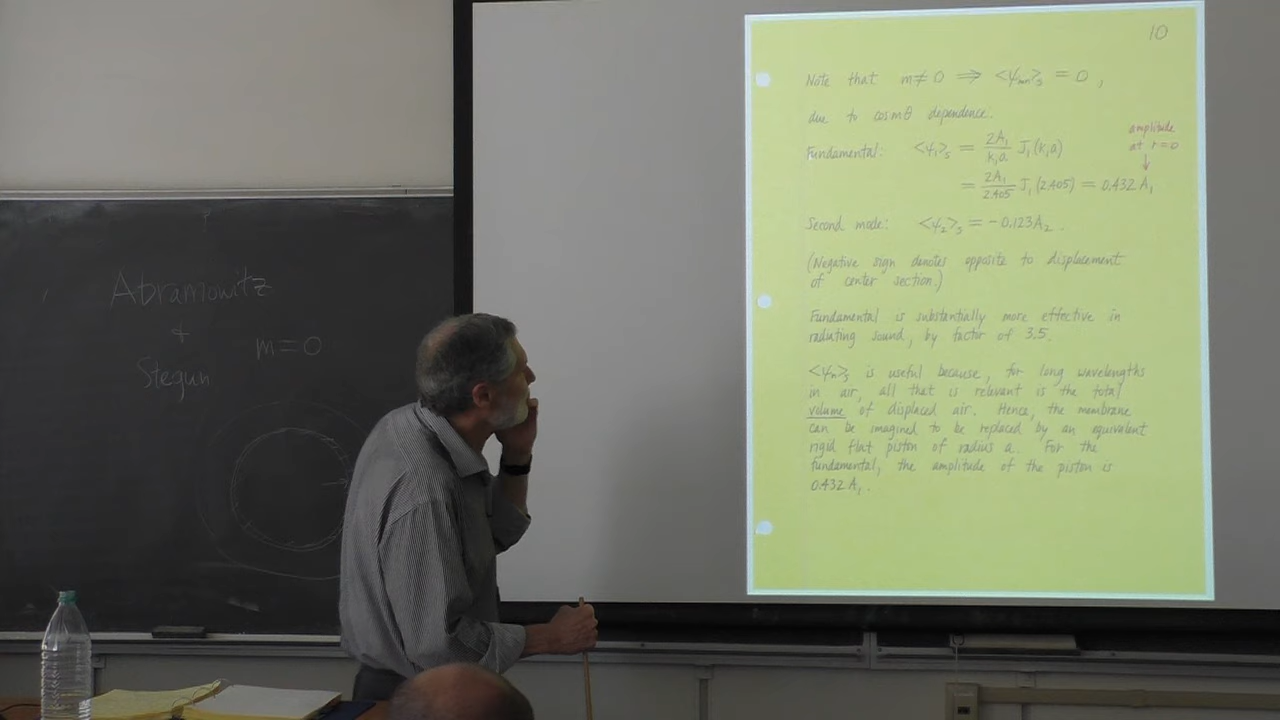 10
Note that m ≠ 0 ⟹ <ψmn>s = 0 ,
due to cos mθ dependence.
Fundamental: <ψ1>s = 2A1/k1a J1(k1a)
amplitude
at r=0
↓
= 2A1/2.405 J1(2.405) = 0.432 A1
Second mode: <ψ2>s = -0.123A2 .
(Negative sign denotes opposite to displacement
of center section.)
Fundamental is substantially more effective in
radiating sound, by factor of 3.5.
<ψn>s is useful because, for long wavelengths
in air, all that is relevant is the total
volume of displaced air. Hence, the membrane
can be imagined to be replaced by an equivalent
rigid flat piston of radius a. For the
fundamental, the amplitude of the piston is
0.432 A1 .
Abramowitz
+
Stegun
m=0